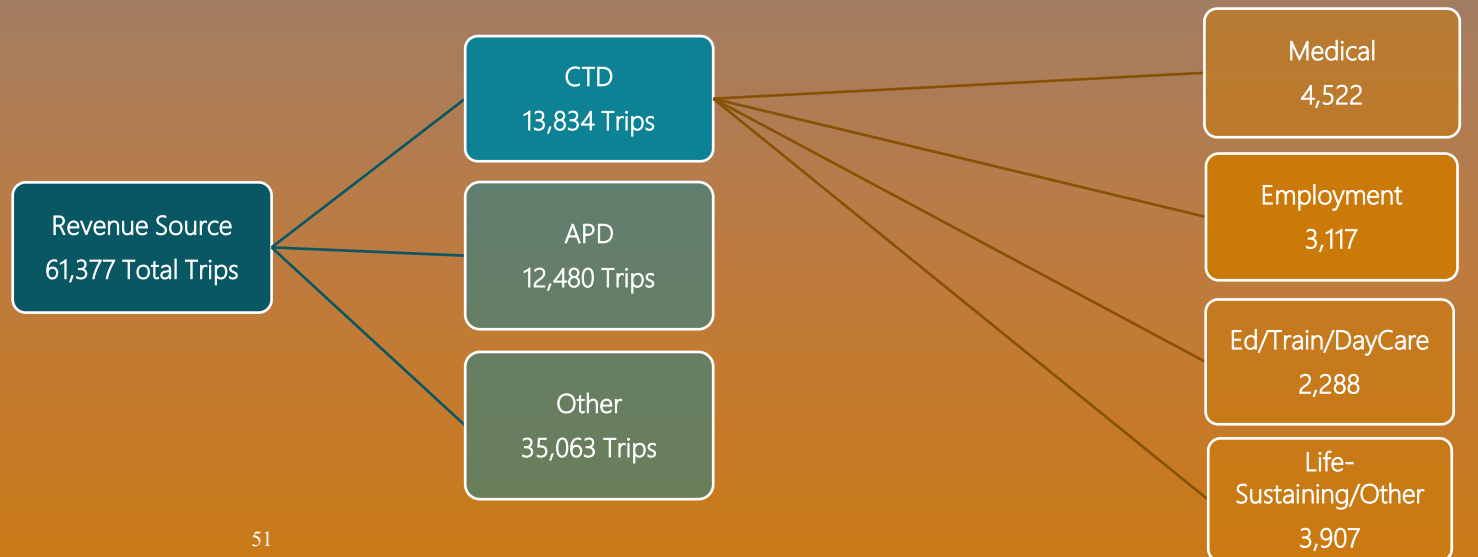 Revenue Source
61,377 Total Trips
CTD
13,834 Trips
APD
12,480 Trips
Other
35,063 Trips
Medical
4,522
Employment
3,117
Ed/Train/DayCare
2,288
Life-
Sustaining/Other
3,907
51